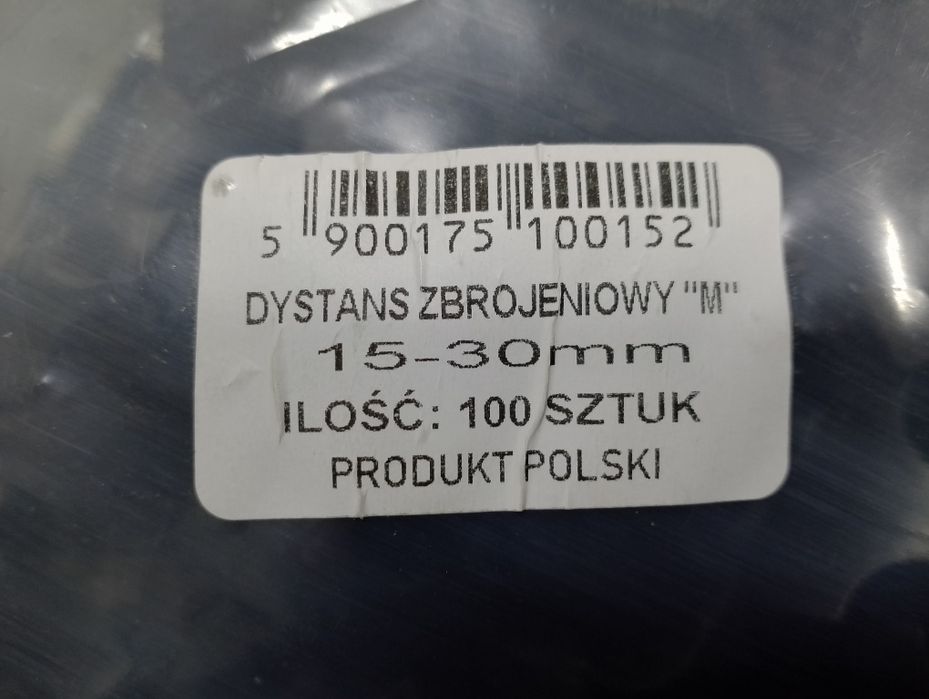 5 900175 100152
DYSTANS ZBROJENIOWY "M"
15-30mm
ILOŚĆ: 100 SZTUK
PRODUKT POLSKI